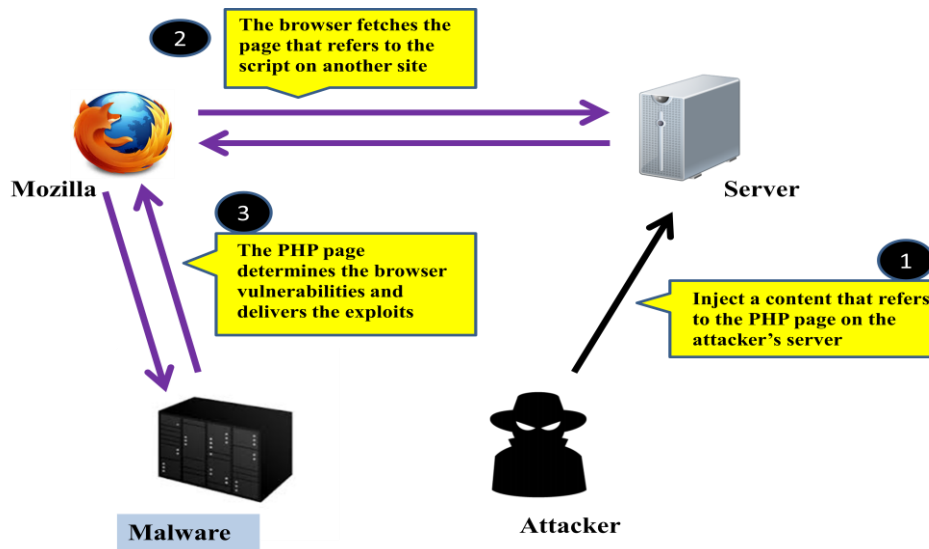 2
The browser fetches the
page that refers to the
script on another site
Mozilla
Server
3
The PHP page
determines the browser
vulnerabilities and
delivers the exploits
1
Inject a content that refers
to the PHP page on the
attacker's server
Malware
Attacker